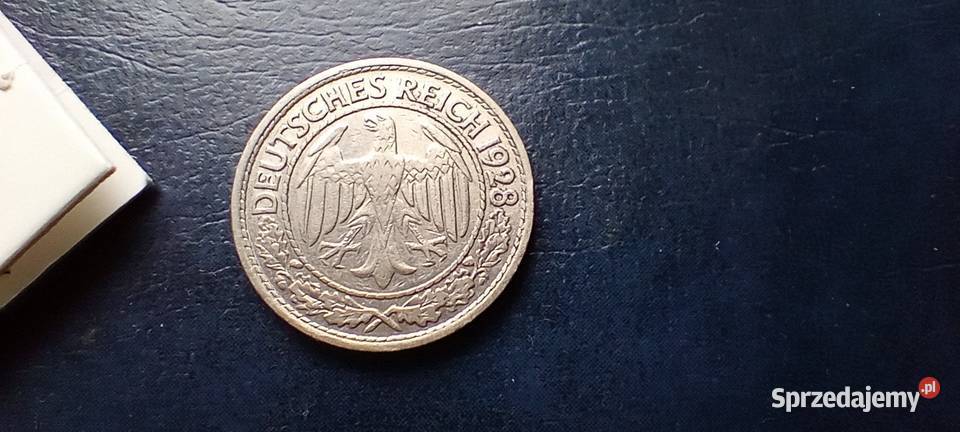 DEUTSCHES REICH 1928
Sprzedajemy.pl